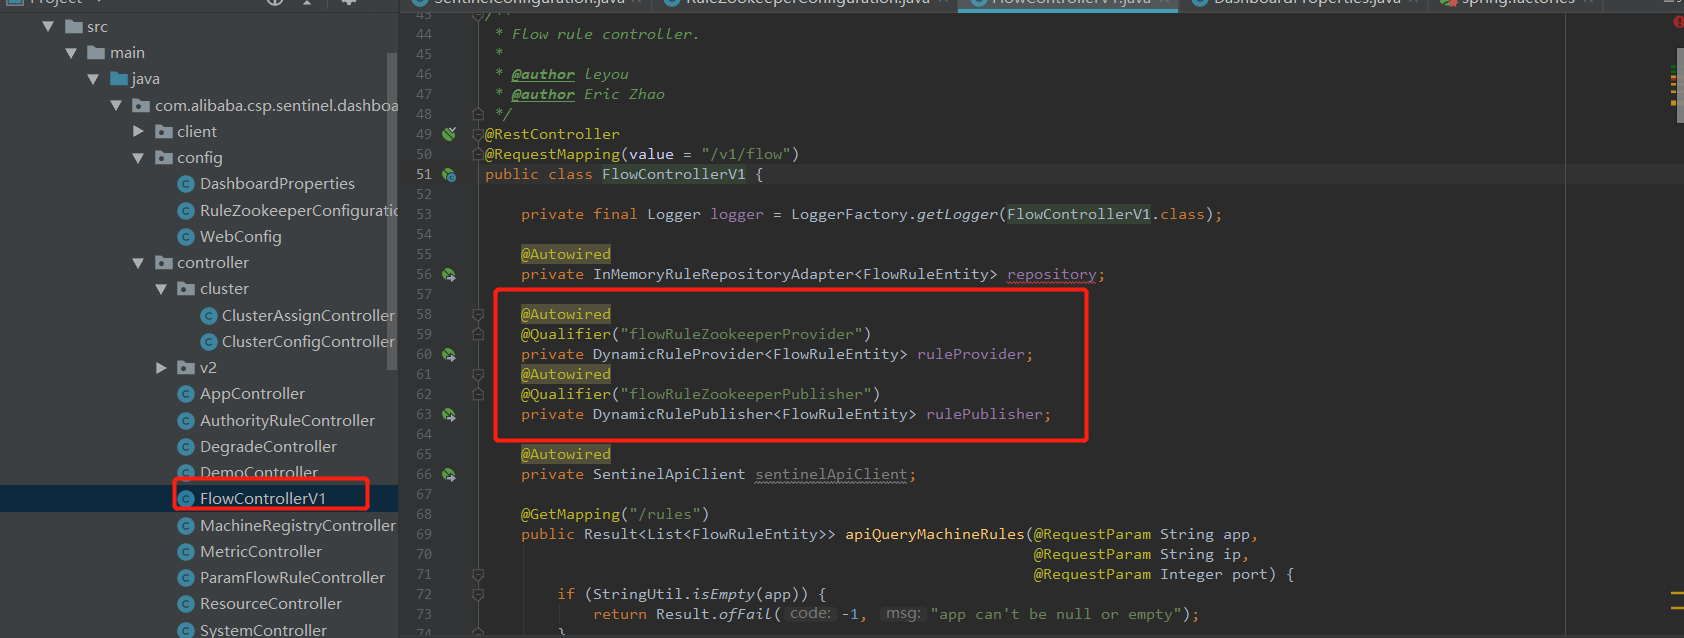 Project
src
main
java
com.alibaba.csp.sentinel.dashboa
client
config
DashboardProperties
RuleZookeeperConfiguratic
WebConfig
controller
cluster
ClusterAssignController
ClusterConfigController
v2
AppController
AuthorityRuleController
DegradeController
DemoController
FlowControllerV1
MachineRegistryController
MetricController
ParamFlowRuleController
ResourceController
SystemController
SentinelConfiguration.java
RuleZookeeperConfiguration.java
FlowControllerV1.java
DashboardProperties.java
spring.factories
43 /**
44 * Flow rule controller.
45 *
46 * @author leyou
47 * @author Eric Zhao
48 */
49 @RestController
50 @RequestMapping(value = "/v1/flow")
51 public class FlowControllerV1 {
52
53 private final Logger logger = LoggerFactory.getLogger(FlowControllerV1.class);
54
55 @Autowired
56 private InMemoryRuleRepositoryAdapter<FlowRuleEntity> repository;
57
58 @Autowired
59 @Qualifier("flowRuleZookeeperProvider")
60 private DynamicRuleProvider<FlowRuleEntity> ruleProvider;
61 @Autowired
62 @Qualifier("flowRuleZookeeperPublisher")
63 private DynamicRulePublisher<FlowRuleEntity> rulePublisher;
64
65 @Autowired
66 private SentinelApiClient sentinelApiClient;
67
68 @GetMapping("/rules")
69 public Result<List<FlowRuleEntity>> apiQueryMachineRules(@RequestParam String app,
70 @RequestParam String ip,
71 @RequestParam Integer port) {
72 if (StringUtil.isEmpty(app)) {
73 return Result.ofFail( code: -1, msg: "app can't be null or empty");
74 }